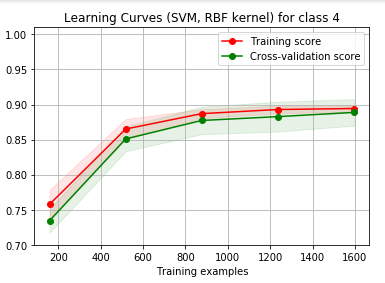 Learning Curves (SVM, RBF kernel) for class 4
1.00
0.95
0.90
0.85
0.80
0.75
0.70
Training score
Cross-validation score
200 400 600 800 1000 1200 1400 1600
Training examples